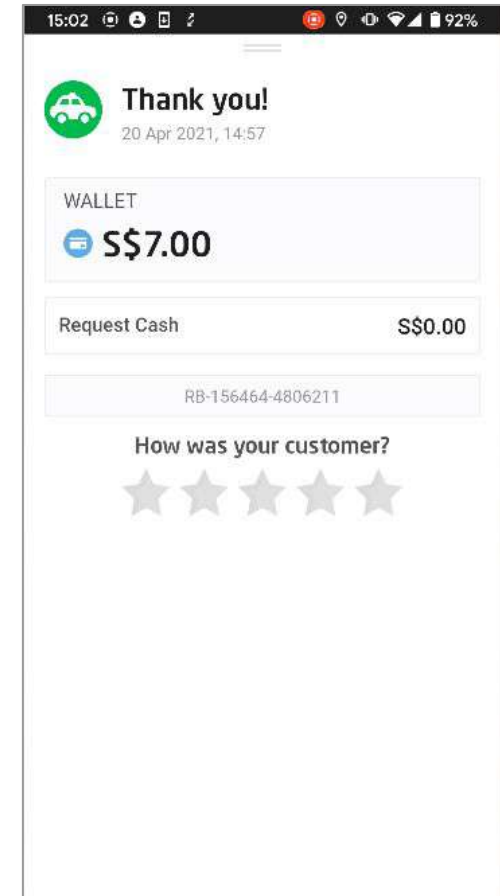 15:02 92%
Thank you!
20 Apr 2021, 14:57
WALLET
S$7.00
Request Cash S$0.00
RB-156464-4806211
How was your customer?